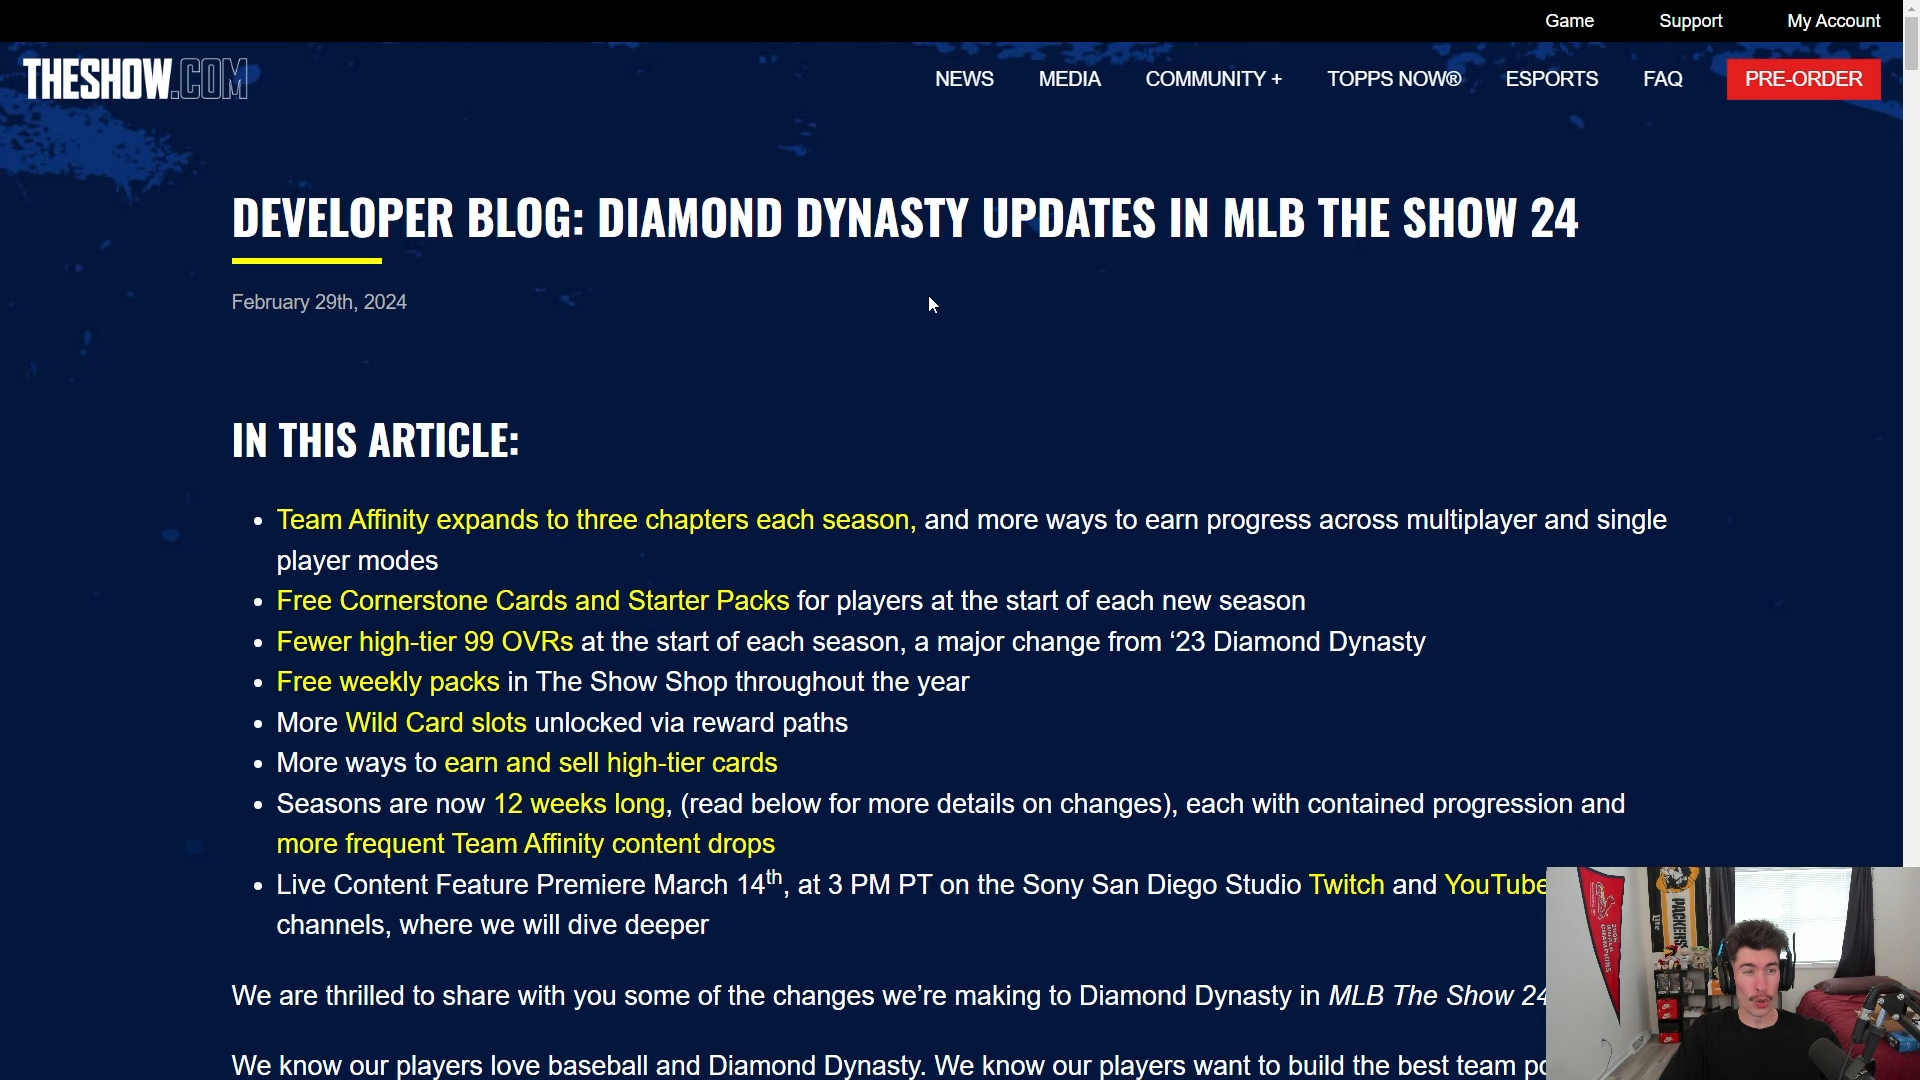 Game Support My Account
THESHOW.COM
NEWS MEDIA COMMUNITY + TOPPS NOW® ESPORTS FAQ PRE-ORDER
DEVELOPER BLOG: DIAMOND DYNASTY UPDATES IN MLB THE SHOW 24
February 29th, 2024
IN THIS ARTICLE:
• Team Affinity expands to three chapters each season, and more ways to earn progress across multiplayer and single
player modes
• Free Cornerstone Cards and Starter Packs for players at the start of each new season
• Fewer high-tier 99 OVRs at the start of each season, a major change from ‘23 Diamond Dynasty
• Free weekly packs in The Show Shop throughout the year
• More Wild Card slots unlocked via reward paths
• More ways to earn and sell high-tier cards
• Seasons are now 12 weeks long, (read below for more details on changes), each with contained progression and
more frequent Team Affinity content drops
• Live Content Feature Premiere March 14th, at 3 PM PT on the Sony San Diego Studio Twitch and YouTube
channels, where we will dive deeper
We are thrilled to share with you some of the changes we’re making to Diamond Dynasty in MLB The Show 24
We know our players love baseball and Diamond Dynasty. We know our players want to build the best team
PACKERS
Lite
CHAMPIONS